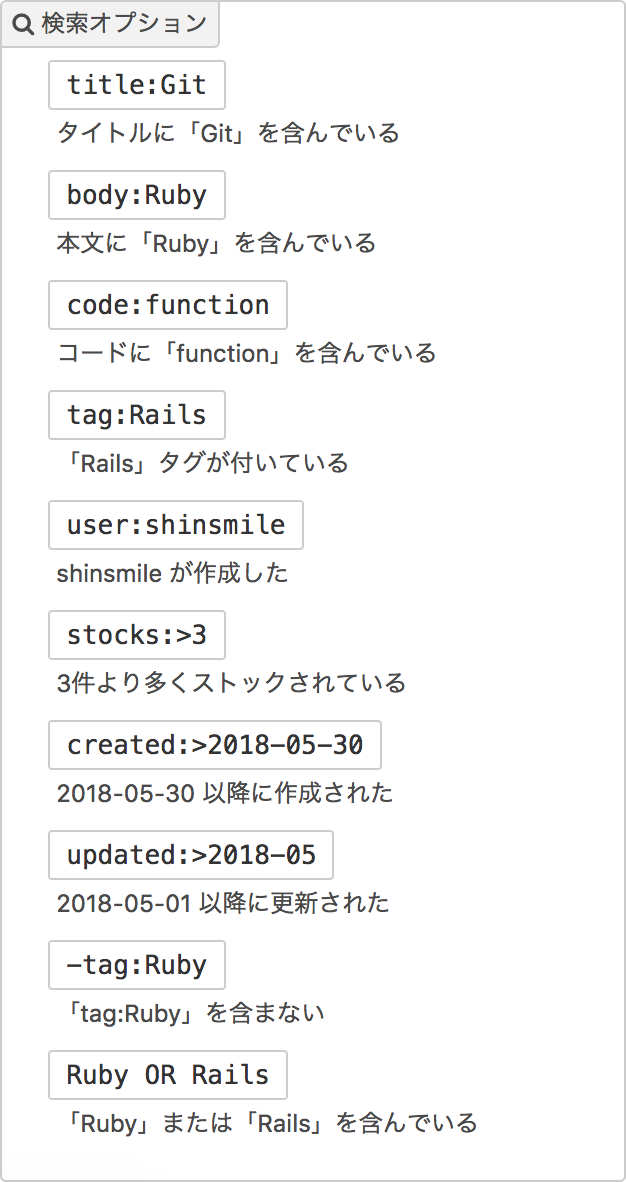 検索オプション
title:Git
タイトルに「Git」を含んでいる
body:Ruby
本文に「Ruby」を含んでいる
code:function
コードに「function」を含んでいる
tag:Rails
「Rails」タグが付いている
user:shinsmile
shinsmile が作成した
stocks:>3
3件より多くストックされている
created:>2018-05-30
2018-05-30 以降に作成された
updated:>2018-05
2018-05-01 以降に更新された
-tag:Ruby
「tag:Ruby」を含まない
Ruby OR Rails
「Ruby」または「Rails」を含んでいる